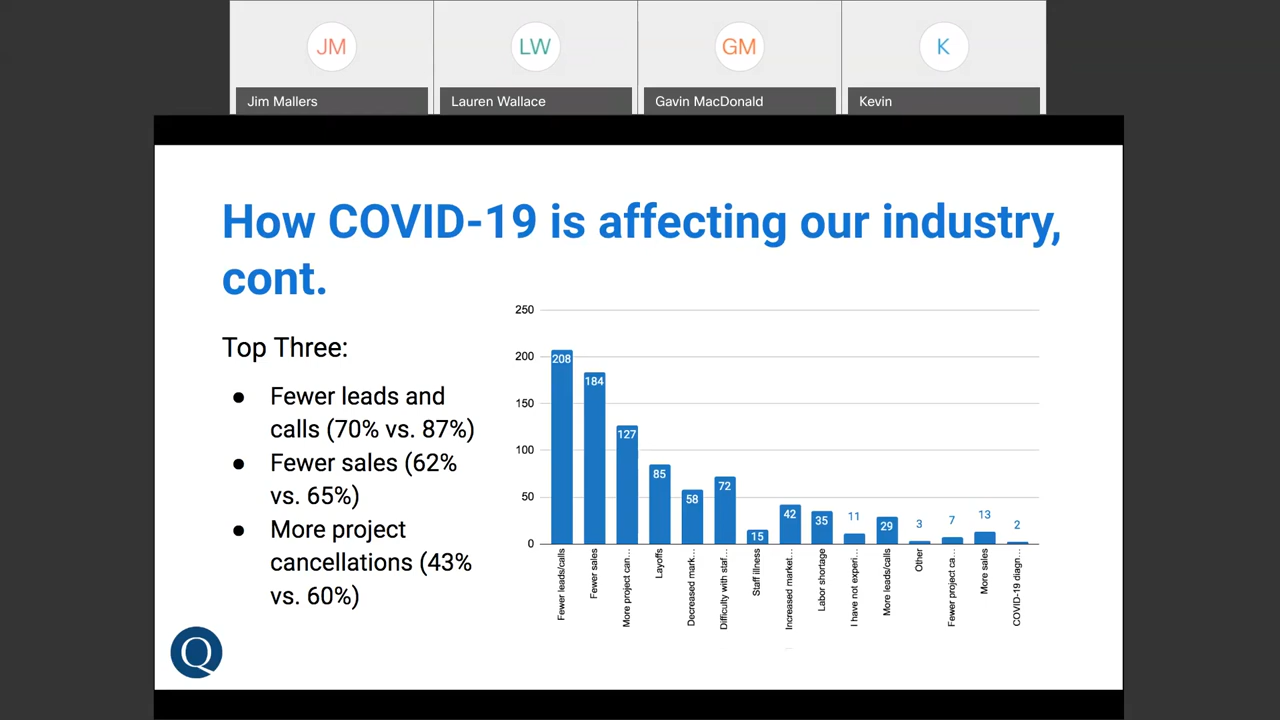 JM
LW
GM
K
Jim Mallers
Lauren Wallace
Gavin MacDonald
Kevin
How COVID-19 is affecting our industry,
cont.
Top Three:
● Fewer leads and
calls (70% vs. 87%)
● Fewer sales (62%
vs. 65%)
● More project
cancellations (43%
vs. 60%)
250
200
150
100
50
0
208
184
127
85
58
72
15
42
35
11
29
3
7
13
2
Fewer leads/calls
Fewer sales
More project can...
Layoffs
Decreased mark...
Difficulty with staf...
Staff illness
Increased market...
Labor shortage
I have not experi...
More leads/calls
Other
Fewer project ca...
More sales
COVID-19 diagn...
Q